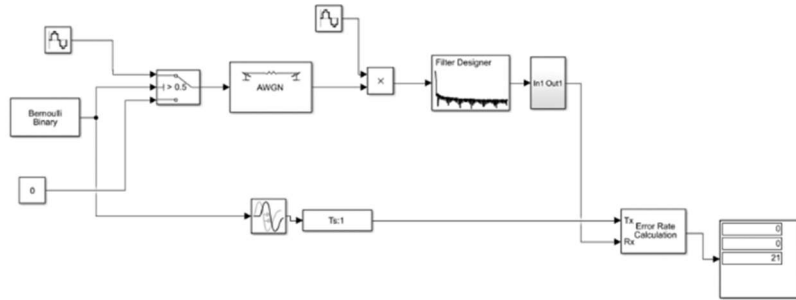 Filter Designer
> 0.5
AWGN
×
In1 Out1
Bernoulli
Binary
0
Ts:1
Tx
Rx
Error Rate
Calculation
0
0
21